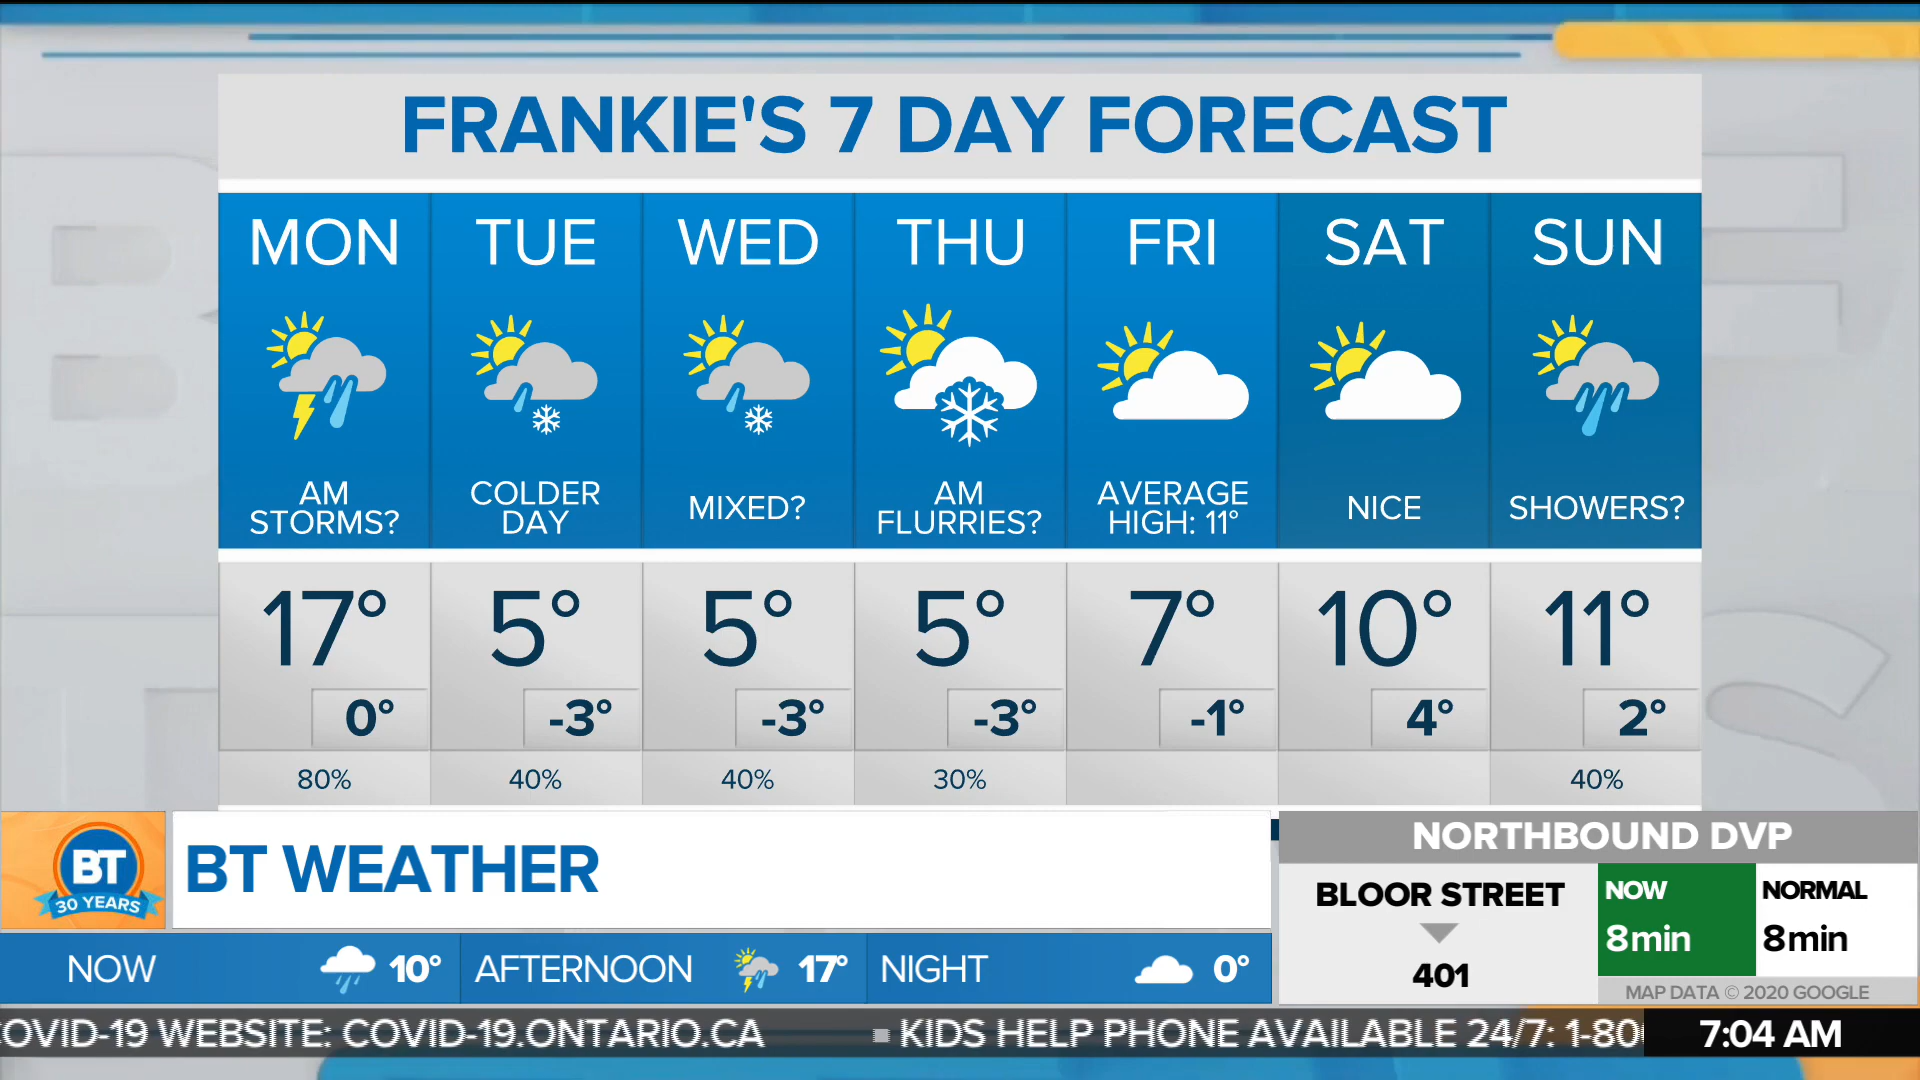 FRANKIE'S 7 DAY FORECAST
MON
TUE
WED
THU
FRI
SAT
SUN
AM
STORMS?
COLDER
DAY
MIXED?
AM
FLURRIES?
AVERAGE
HIGH: 11°
NICE
SHOWERS?
17°
5°
5°
5°
7°
10°
11°
0°
-3°
-3°
-3°
-1°
4°
2°
80%
40%
40%
30%
40%
BT
30 YEARS
BT WEATHER
NORTHBOUND DVP
BLOOR STREET
401
NOW
8min
NORMAL
8min
MAP DATA © 2020 GOOGLE
NOW 10°
AFTERNOON 17°
NIGHT 0°
OVID-19 WEBSITE: COVID-19.ONTARIO.CA ■ KIDS HELP PHONE AVAILABLE 24/7: 1-80
7:04 AM